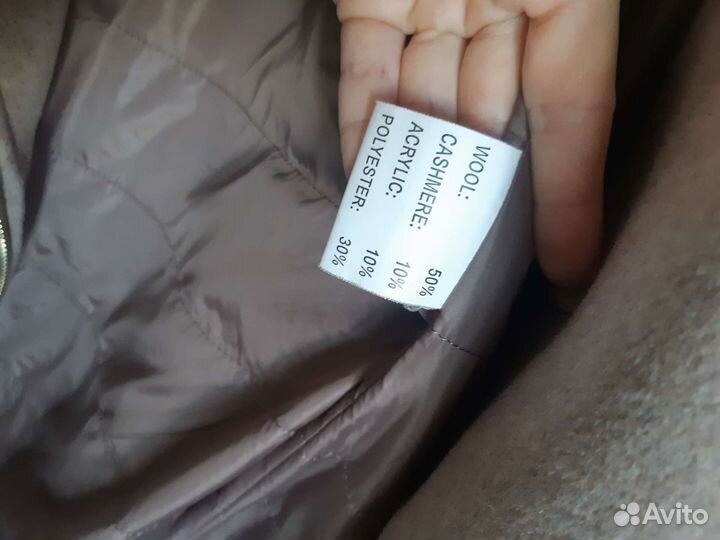 WOOL: 50%
CASHMERE: 10%
ACRYLIC: 10%
POLYESTER: 30%
Avito